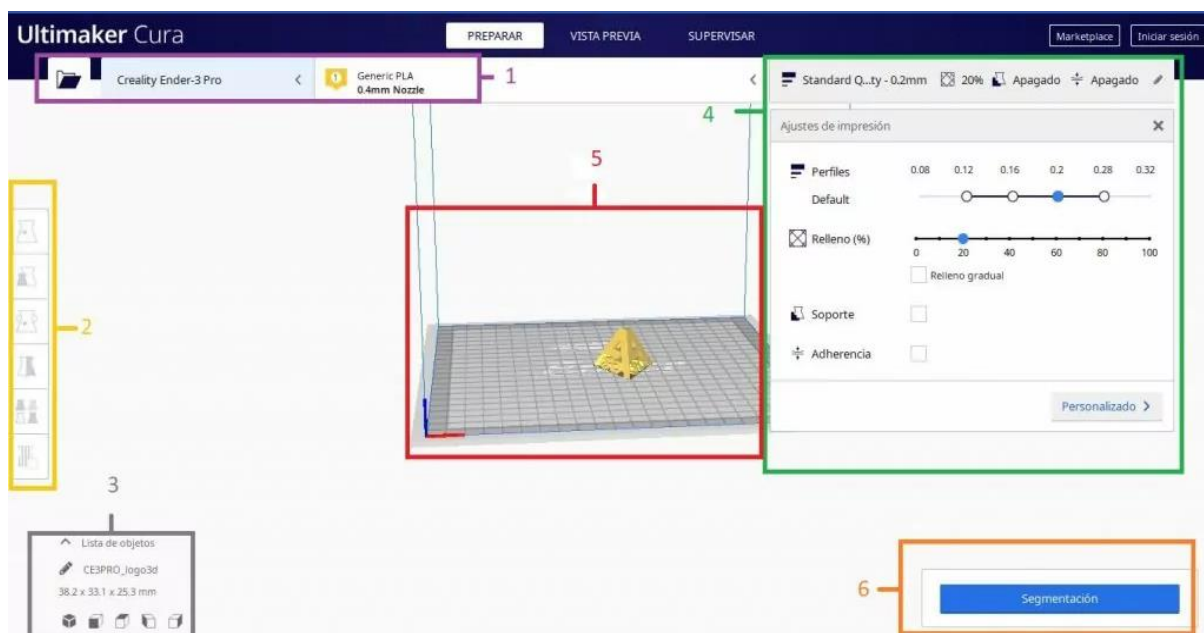 Ultimaker Cura
PREPARAR VISTA PREVIA SUPERVISAR
Marketplace Iniciar sesión
Creality Ender-3 Pro
Generic PLA
0.4mm Nozzle
1
Standard Q...ty - 0.2mm 20% Apagado Apagado
4
Ajustes de impresión
5
Perfiles 0.08 0.12 0.16 0.2 0.28 0.32
Default
Relleno (%)
0 20 40 60 80 100
Relleno gradual
2
Soporte
Adherencia
Personalizado
3
Lista de objetos
CE3PRO_logo3d
38.2 x 33.1 x 25.3 mm
6
Segmentación